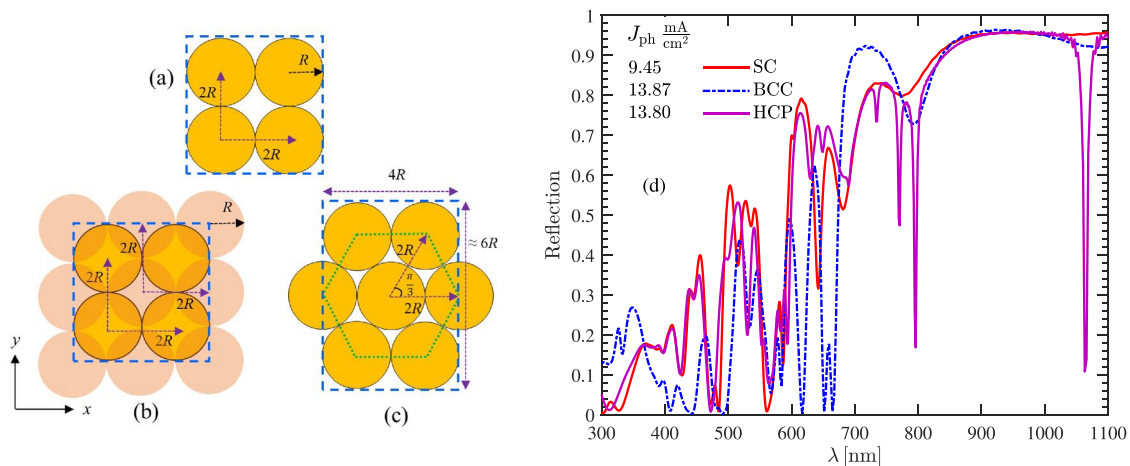 (a)
R
2R
2R
R
2R
2R
2R
2R
y
x
(b)
4R
≈ 6R
2R
π
3
2R
(c)
J_ph mA/cm²
9.45 SC
13.87 BCC
13.80 HCP
(d)
Reflection
1
0.9
0.8
0.7
0.6
0.5
0.4
0.3
0.2
0.1
0
300 400 500 600 700 800 900 1000 1100
λ [nm]